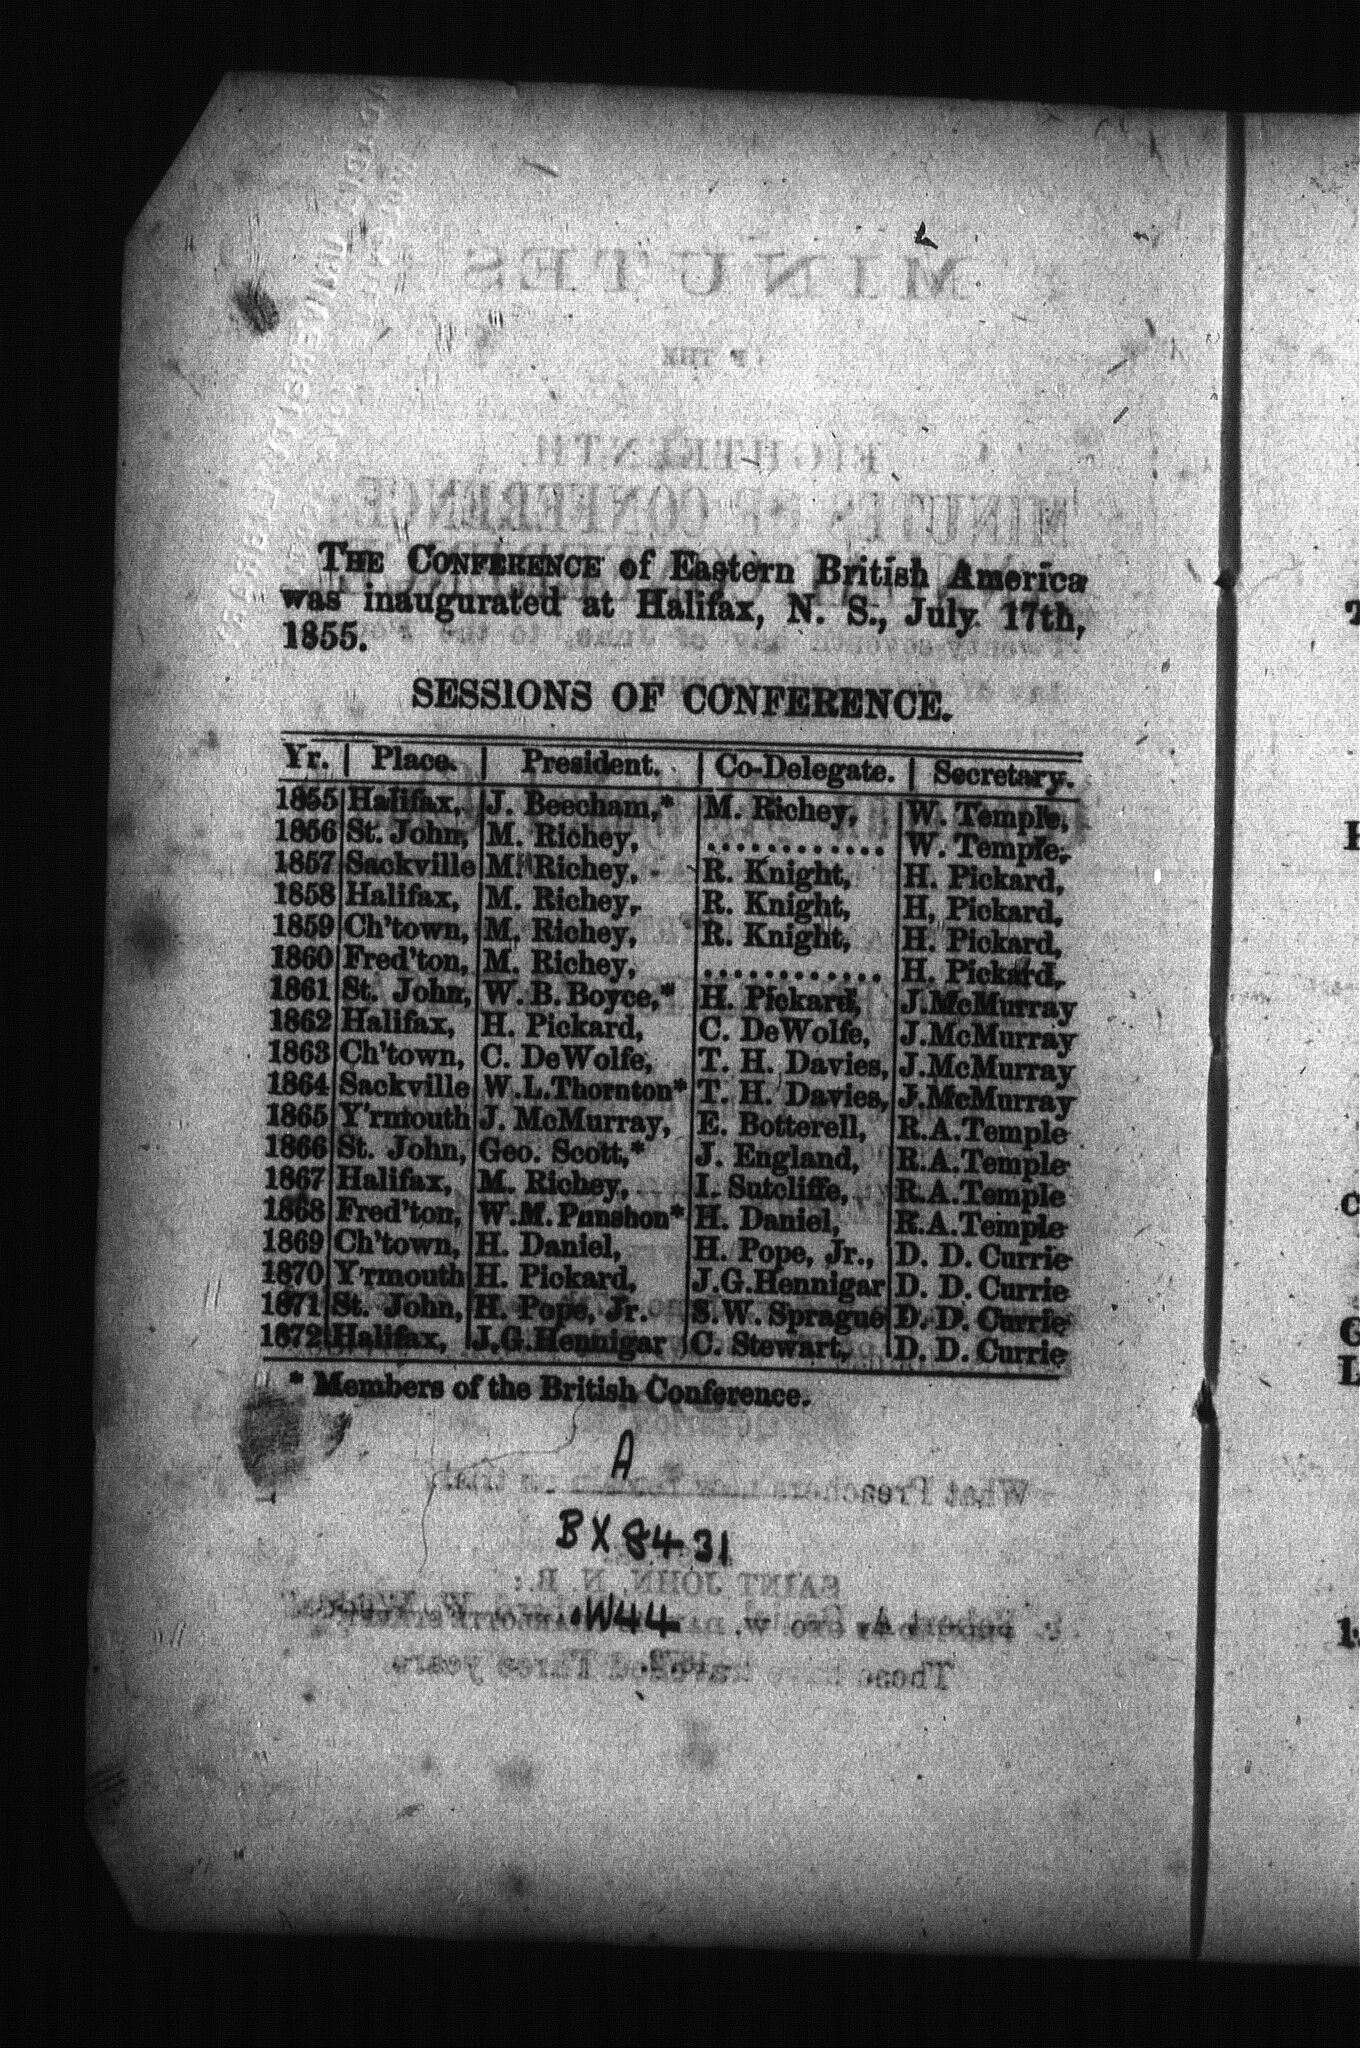 THE CONFERENCE of Eastern British America
was inaugurated at Halifax, N. S., July 17th,
1855.
SESSIONS OF CONFERENCE.
Yr. | Place. | President. | Co-Delegate. | Secretary.
1855 Halifax, J. Beecham,* M. Richey, W. Temple,
1856 St. John, M. Richey, ............ W. Temple,
1857 Sackville M. Richey, R. Knight, H. Pickard,
1858 Halifax, M. Richey, R. Knight, H, Pickard,
1859 Ch'town, M. Richey, R. Knight, H. Pickard,
1860 Fred'ton, M. Richey, ............ H. Pickard,
1861 St. John, W. B. Boyce,* H. Pickard, J. McMurray
1862 Halifax, H. Pickard, C. DeWolfe, J. McMurray
1863 Ch'town, C. DeWolfe, T. H. Davies, J. McMurray
1864 Sackville W. L. Thornton* T. H. Davies, J. McMurray
1865 Y'rmouth J. McMurray, E. Botterell, R. A. Temple
1866 St. John, Geo. Scott,* J. England, R. A. Temple
1867 Halifax, M. Richey, I. Sutcliffe, R. A. Temple
1868 Fred'ton, W. M. Punshon* H. Daniel, R. A. Temple
1869 Ch'town, H. Daniel, H. Pope, Jr., D. D. Currie
1870 Y'rmouth H. Pickard, J. G. Hennigar D. D. Currie
1871 St. John, H. Pope, Jr. S. W. Sprague D. D. Currie
1872 Halifax, J. G. Hennigar C. Stewart, D. D. Currie
* Members of the British Conference.
A
BX8431
.W44